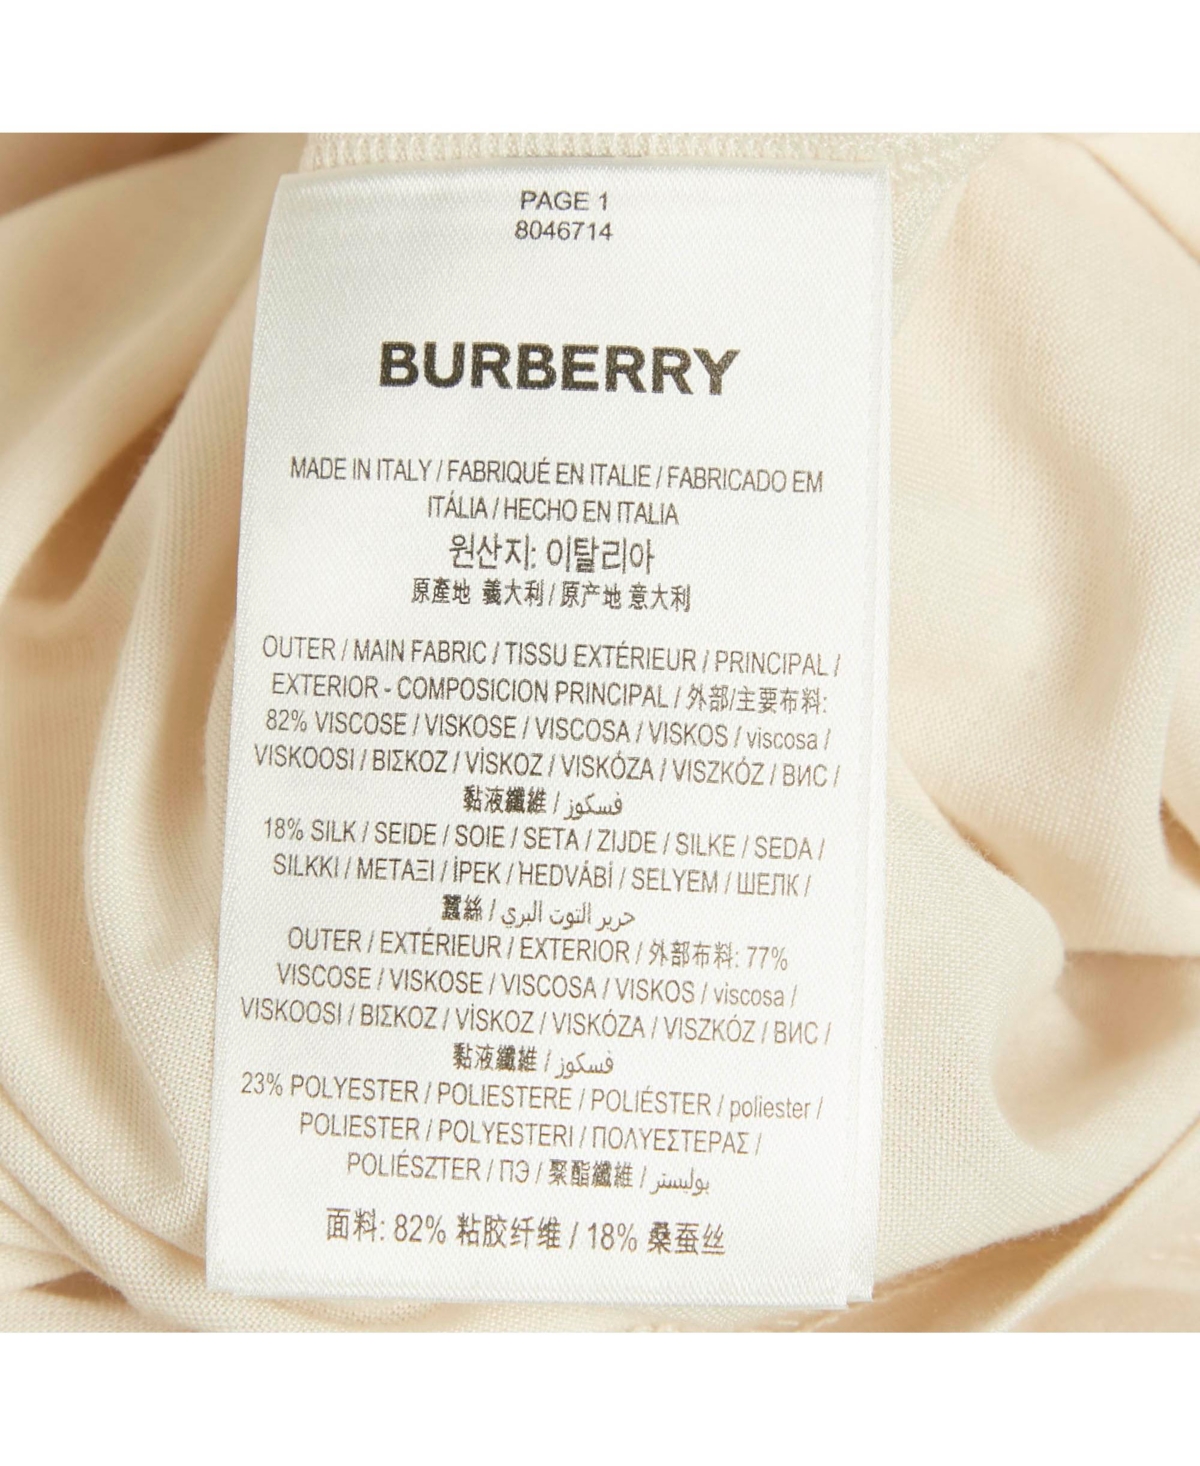 PAGE 1
8046714
BURBERRY
MADE IN ITALY / FABRIQUÉ EN ITALIE / FABRICADO EM
ITÁLIA / HECHO EN ITALIA
원산지: 이탈리아
原產地 義大利 / 原产地 意大利
OUTER / MAIN FABRIC / TISSU EXTÉRIEUR / PRINCIPAL /
EXTERIOR - COMPOSICION PRINCIPAL / 外部/主要布料:
82% VISCOSE / VISKOSE / VISCOSA / VISKOS / viscosa /
VISKOOSI / ΒΙΣΚΟΖ / VİSKOZ / VISKÓZA / VISZKÓZ / ВИС /
黏液纖維 / فسكوز
18% SILK / SEIDE / SOIE / SETA / ZIJDE / SILKE / SEDA /
SILKKI / ΜΕΤΑΞΙ / İPEK / HEDVÁBÍ / SELYEM / ШЕЛК /
蠶絲 / حرير التوت البري
OUTER / EXTÉRIEUR / EXTERIOR / 外部布料: 77%
VISCOSE / VISKOSE / VISCOSA / VISKOS / viscosa /
VISKOOSI / ΒΙΣΚΟΖ / VİSKOZ / VISKÓZA / VISZKÓZ / ВИС /
黏液纖維 / فسكوز
23% POLYESTER / POLIESTERE / POLIÉSTER / poliester /
POLIESTER / POLYESTERI / ΠΟΛΥΕΣΤΕΡΑΣ /
POLIÉSZTER / ПЭ / 聚酯纖維 / بوليستر
面料: 82% 粘胶纤维 / 18% 桑蚕丝